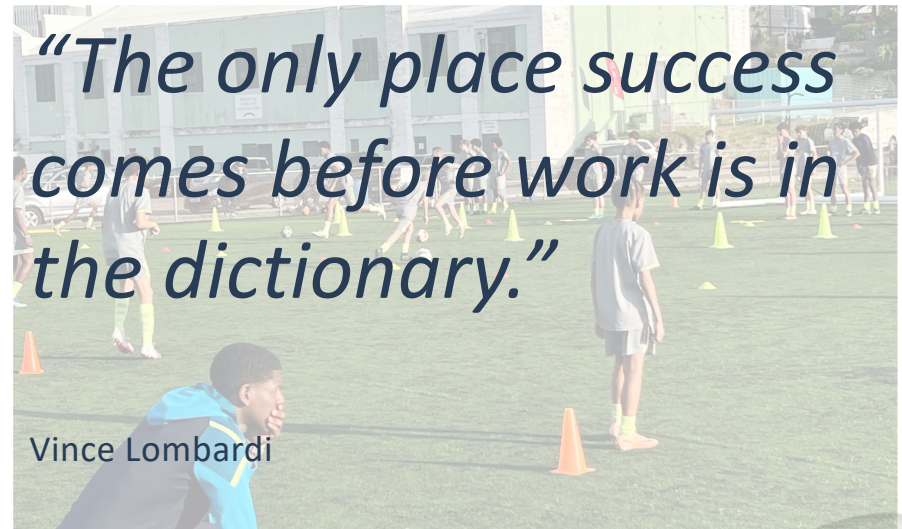 “The only place success
comes before work is in
the dictionary.”
Vince Lombardi